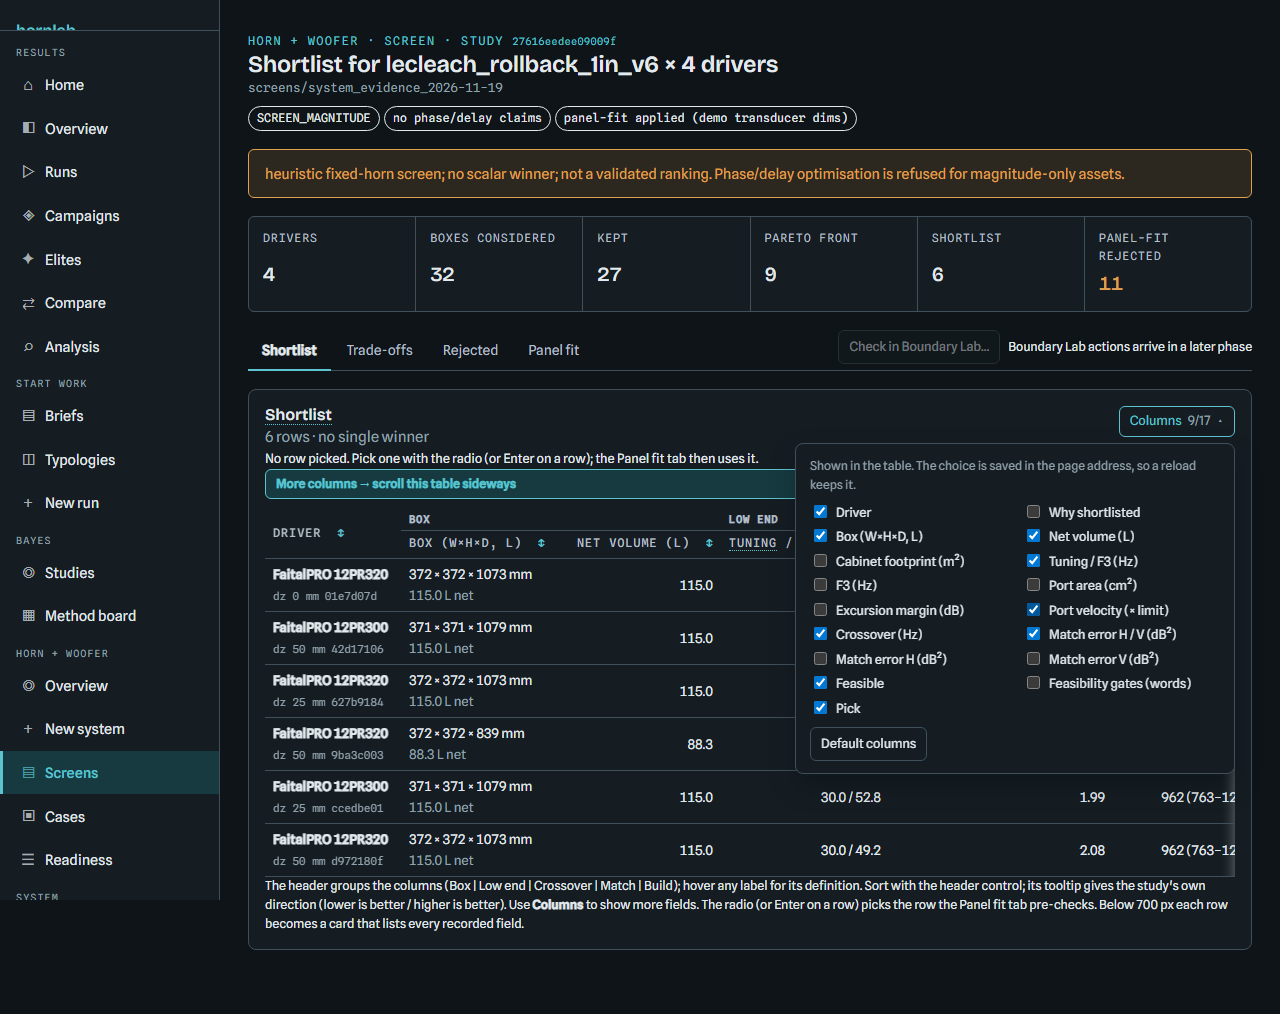 RESULTS
Home
Overview
Runs
Campaigns
Elites
Compare
Analysis
START WORK
Briefs
Typologies
New run
BAYES
Studies
Method board
HORN + WOOFER
Overview
New system
Screens
Cases
Readiness
SYSTEM
HORN + WOOFER · SCREEN · STUDY 27616eedee09009f
Shortlist for lecleach_rollback_1in_v6 × 4 drivers
screens/system_evidence_2026-11-19
SCREEN_MAGNITUDE no phase/delay claims panel-fit applied (demo transducer dims)
heuristic fixed-horn screen; no scalar winner; not a validated ranking. Phase/delay optimisation is refused for magnitude-only assets.
DRIVERS
4
BOXES CONSIDERED
32
KEPT
27
PARETO FRONT
9
SHORTLIST
6
PANEL-FIT
REJECTED
11
Shortlist Trade-offs Rejected Panel fit Check in Boundary Lab... Boundary Lab actions arrive in a later phase
Shortlist
6 rows · no single winner
Columns 9/17
No row picked. Pick one with the radio (or Enter on a row); the Panel fit tab then uses it.
More columns → scroll this table sideways
Shown in the table. The choice is saved in the page address, so a reload
keeps it.
Driver Why shortlisted
Box (W×H×D, L) Net volume (L)
Cabinet footprint (m²) Tuning / F3 (Hz)
F3 (Hz) Port area (cm²)
Excursion margin (dB) Port velocity (× limit)
Crossover (Hz) Match error H / V (dB²)
Match error H (dB²) Match error V (dB²)
Feasible Feasibility gates (words)
Pick
Default columns
BOX LOW END
DRIVER BOX (W×H×D, L) NET VOLUME (L) TUNING /
FaitalPRO 12PR320 372 × 372 × 1073 mm 115.0
dz 0 mm 01e7d07d 115.0 L net
FaitalPRO 12PR300 371 × 371 × 1079 mm 115.0
dz 50 mm 42d17106 115.0 L net
FaitalPRO 12PR320 372 × 372 × 1073 mm 115.0
dz 25 mm 627b9184 115.0 L net
FaitalPRO 12PR320 372 × 372 × 839 mm 88.3
dz 50 mm 9ba3c003 88.3 L net
FaitalPRO 12PR300 371 × 371 × 1079 mm 115.0 30.0 / 52.8 1.99 962 (763–12
dz 25 mm ccedbe01 115.0 L net
FaitalPRO 12PR320 372 × 372 × 1073 mm 115.0 30.0 / 49.2 2.08 962 (763–12
dz 50 mm d972180f 115.0 L net
The header groups the columns (Box | Low end | Crossover | Match | Build); hover any label for its definition. Sort with the header control; its tooltip gives the study's own
direction (lower is better / higher is better). Use Columns to show more fields. The radio (or Enter on a row) picks the row the Panel fit tab pre-checks. Below 700 px each row
becomes a card that lists every recorded field.